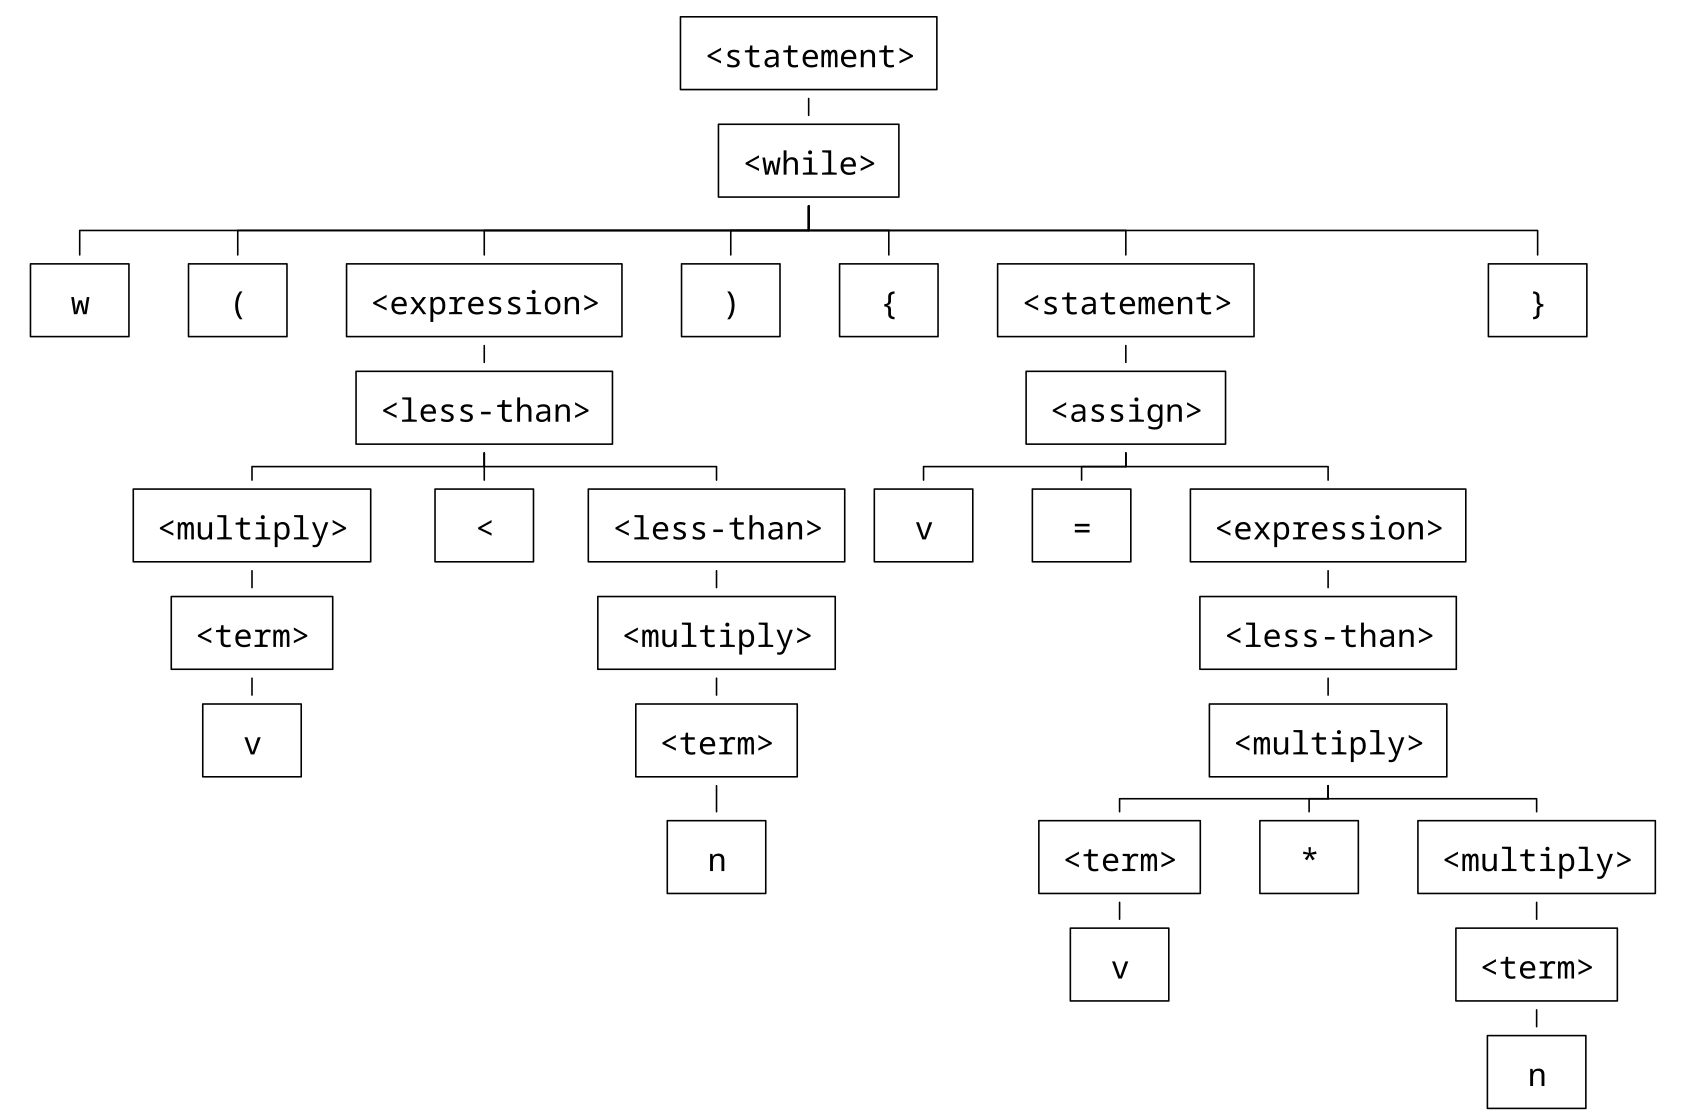 <statement>
<while>
w ( <expression> ) { <statement> }
<less-than> <assign>
<multiply> < <less-than> v = <expression>
<term> <multiply> <less-than>
v <term> <multiply>
n <term> * <multiply>
v <term>
n